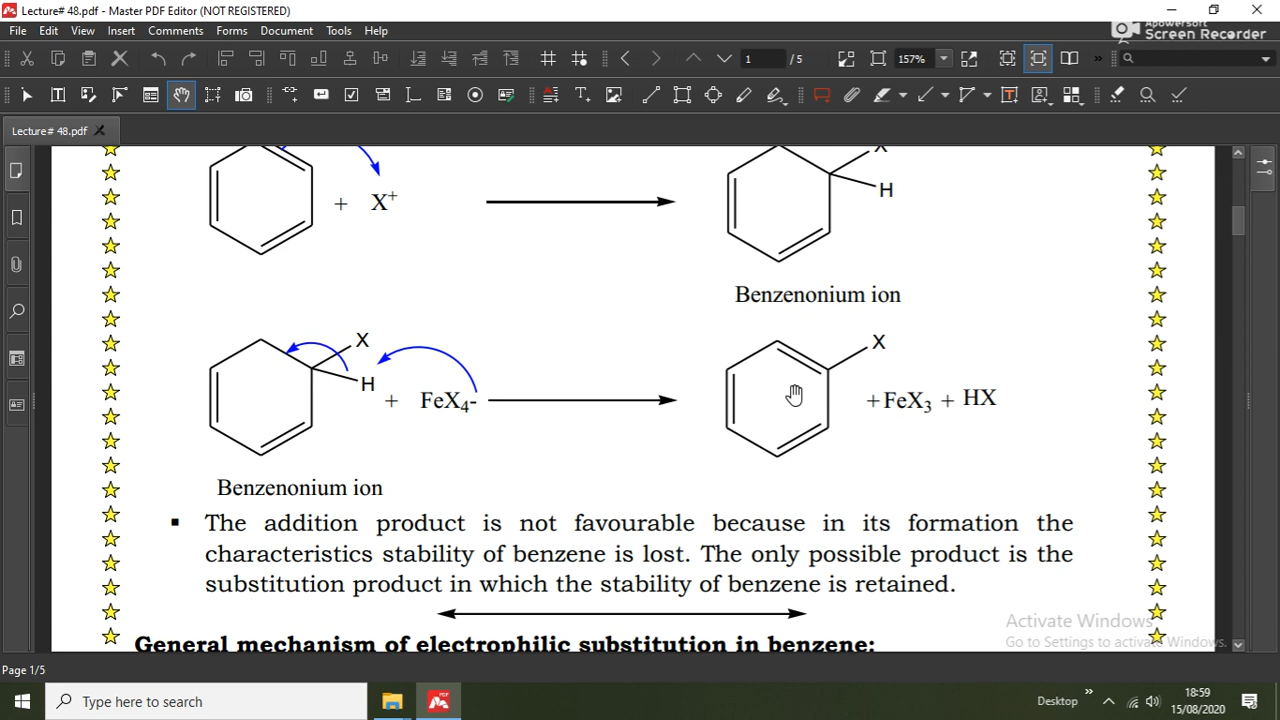 Lecture# 48.pdf - Master PDF Editor (NOT REGISTERED)
File Edit View Insert Comments Forms Document Tools Help
Apowersoft
Screen Recorder
1 / 5 157%
Lecture# 48.pdf
X
+ X+
H
Benzenonium ion
X
H
+ FeX4-
X
+ FeX3 + HX
Benzenonium ion
▪ The addition product is not favourable because in its formation the
characteristics stability of benzene is lost. The only possible product is the
substitution product in which the stability of benzene is retained.
General mechanism of electrophilic substitution in benzene:
Activate Windows
Go to Settings to activate Windows.
Page 1/5
Type here to search
PDF
Desktop
18:59
15/08/2020